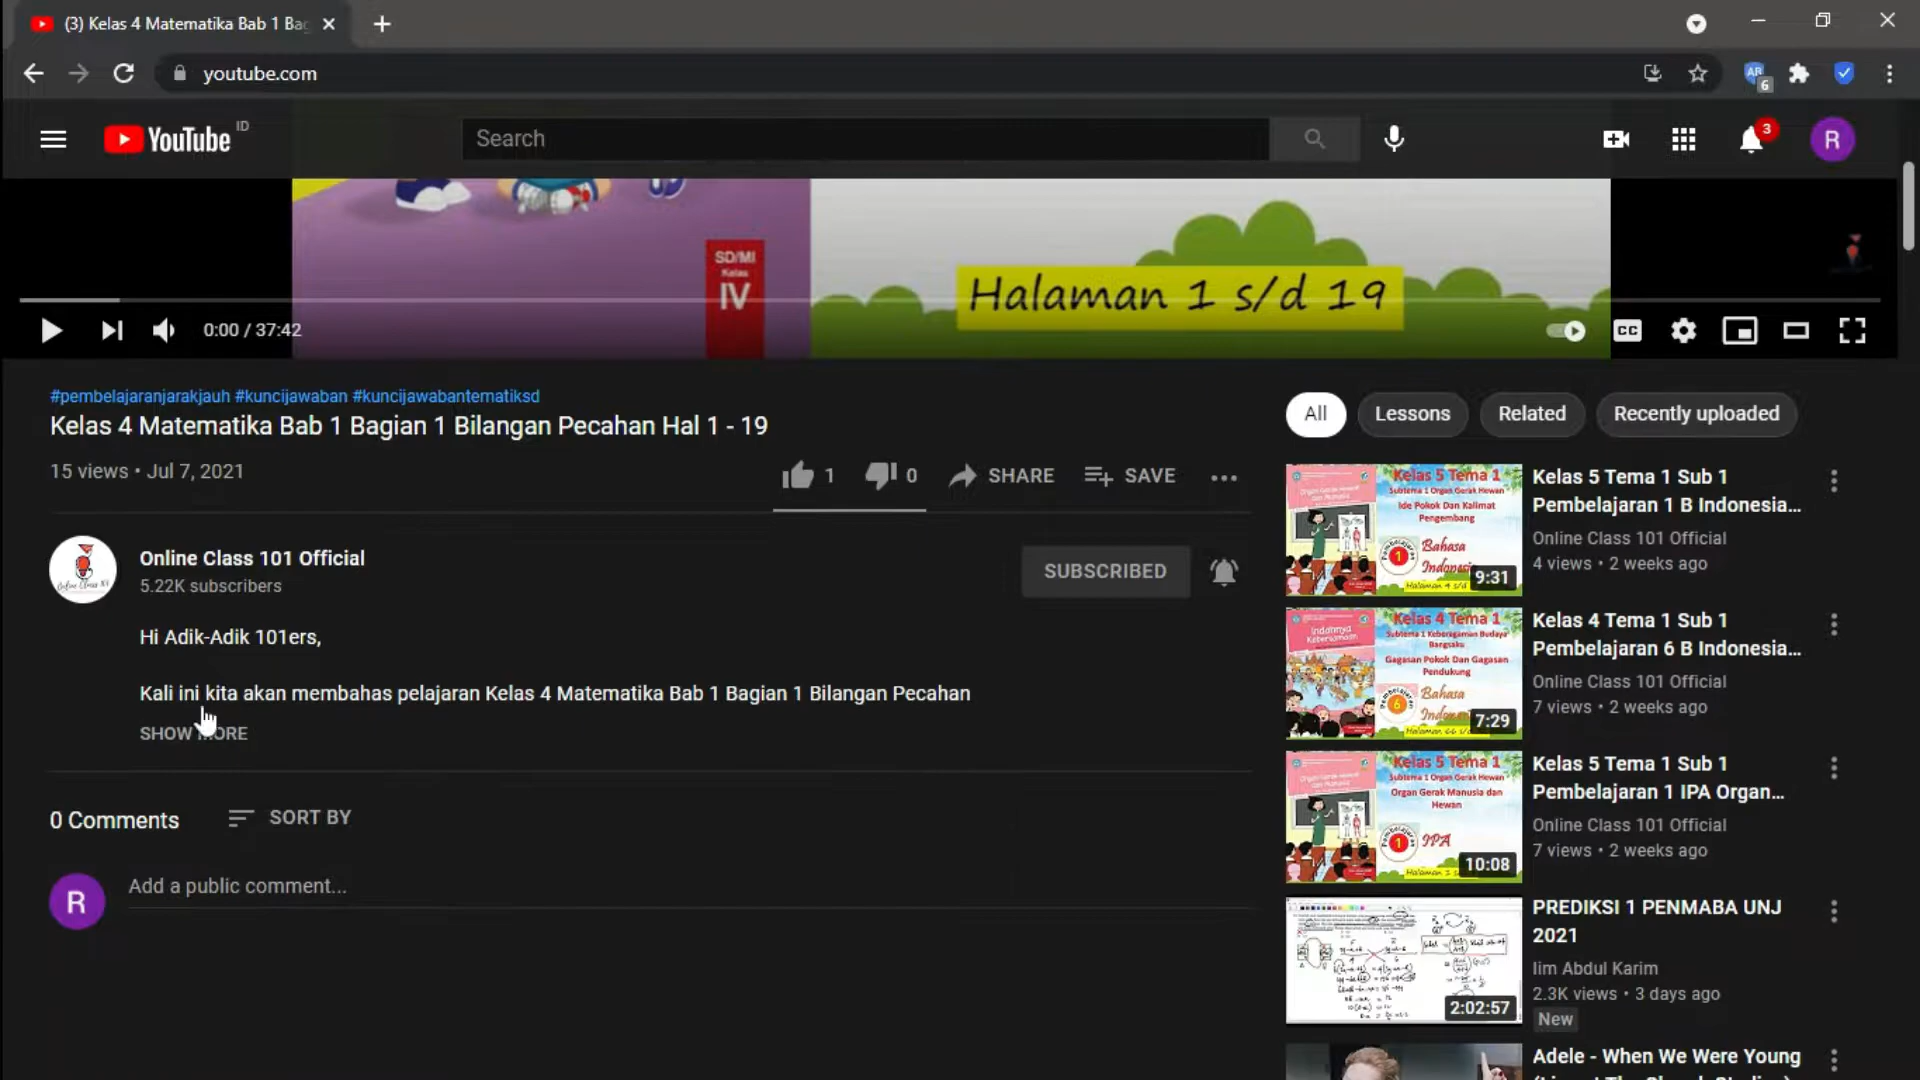 (3) Kelas 4 Matematika Bab 1 Bag
youtube.com
AR
6
YouTube ID
Search
3
R
SD/MI
Kelas
IV
Halaman 1 s/d 19
0:00 / 37:42
CC
#pembelajaranjarakjauh #kuncijawaban #kuncijawabantematiksd
Kelas 4 Matematika Bab 1 Bagian 1 Bilangan Pecahan Hal 1 - 19
15 views • Jul 7, 2021
1
0
SHARE
SAVE
Online Class 101 Official
5.22K subscribers
SUBSCRIBED
Hi Adik-Adik 101ers,
Kali ini kita akan membahas pelajaran Kelas 4 Matematika Bab 1 Bagian 1 Bilangan Pecahan
SHOW MORE
0 Comments
SORT BY
R
Add a public comment...
All
Lessons
Related
Recently uploaded
Kelas 5 Tema 1
Subtema 1 Organ Gerak Hewan
Ide Pokok Dan Kalimat
Pengembang
1
Bahasa
Indonesia
9:31
Kelas 5 Tema 1 Sub 1
Pembelajaran 1 B Indonesia...
Online Class 101 Official
4 views • 2 weeks ago
Indahnya
Kebersamaan
Kelas 4 Tema 1
Subtema 1 Keberagaman Budaya
Bangsaku
Gagasan Pokok Dan Gagasan
Pendukung
6
Bahasa
7:29
Kelas 4 Tema 1 Sub 1
Pembelajaran 6 B Indonesia...
Online Class 101 Official
7 views • 2 weeks ago
Kelas 5 Tema 1
Subtema 1 Organ Gerak Hewan
Organ Gerak Manusia dan
Hewan
1
IPA
10:08
Kelas 5 Tema 1 Sub 1
Pembelajaran 1 IPA Organ...
Online Class 101 Official
7 views • 2 weeks ago
2:02:57
PREDIKSI 1 PENMABA UNJ
2021
Iim Abdul Karim
2.3K views • 3 days ago
New
Adele - When We Were Young